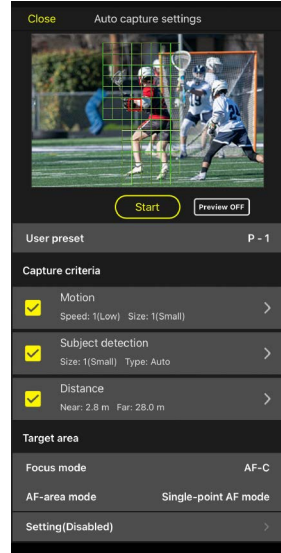 Close Auto capture settings
Start Preview OFF
User preset P - 1
Capture criteria
Motion
Speed: 1(Low) Size: 1(Small)
Subject detection
Size: 1(Small) Type: Auto
Distance
Near: 2.8 m Far: 28.0 m
Target area
Focus mode AF-C
AF-area mode Single-point AF mode
Setting(Disabled)